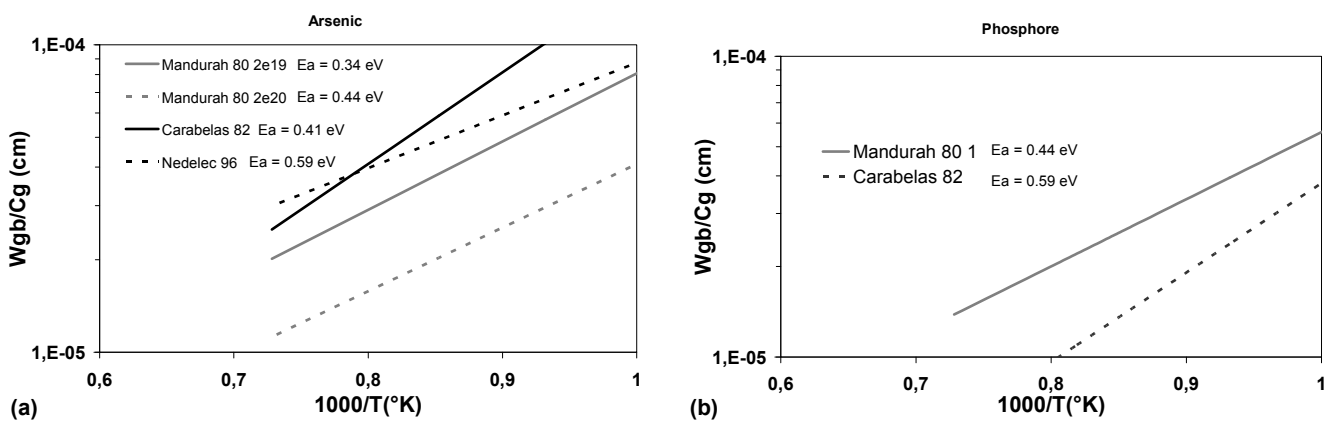 Arsenic
1,E-04
Mandurah 80 2e19 Ea = 0.34 eV
Mandurah 80 2e20 Ea = 0.44 eV
Carabelas 82 Ea = 0.41 eV
Nedelec 96 Ea = 0.59 eV
Wgb/Cg (cm)
1,E-05
0,6 0,7 0,8 0,9 1
1000/T(°K)
(a)
Phosphore
1,E-04
Mandurah 80 1 Ea = 0.44 eV
Carabelas 82 Ea = 0.59 eV
Wgb/Cg (cm)
1,E-05
0,6 0,7 0,8 0,9 1
1000/T(°K)
(b)